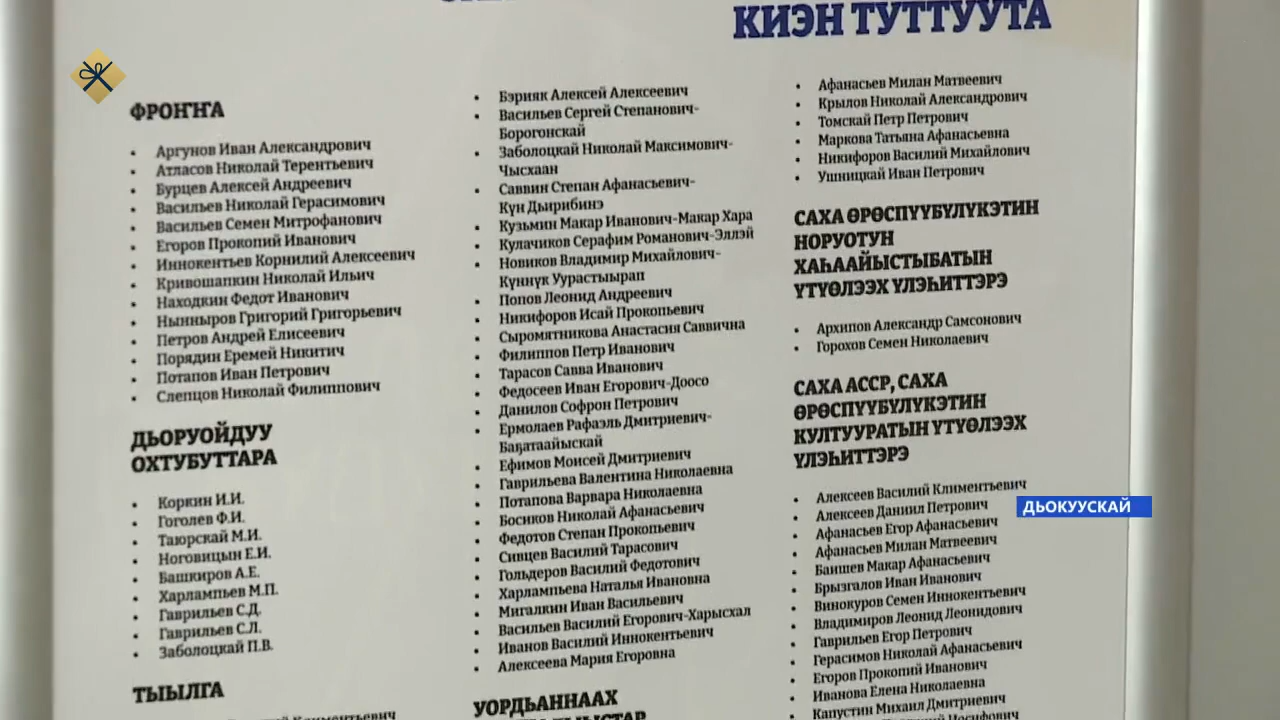 КИЭН ТУТТУУТА
ФРОҤҤА
Аргунов Иван Александрович
Атласов Николай Терентьевич
Бурцев Алексей Андреевич
Васильев Николай Герасимович
Васильев Семен Митрофанович
Егоров Прокопий Иванович
Иннокентьев Корнилий Алексеевич
Кривошапкин Николай Ильич
Находкин Федот Иванович
Нынныров Григорий Григорьевич
Петров Андрей Елисеевич
Порядин Еремей Никитич
Потапов Иван Петрович
Слепцов Николай Филиппович
ДЬОРУОЙДУУ
ОХТУБУТТАРА
Коркин И.И.
Гоголев Ф.И.
Таюрскай М.И.
Ноговицын Е.И.
Башкиров А.Е.
Харлампьев М.П.
Гаврильев С.Д.
Гаврильев С.Л.
Заболоцкай П.В.
ТЫЫЛГА
Климентьевич
Бэрияк Алексей Алексеевич
Васильев Сергей Степанович-
Борогонскай
Заболоцкай Николай Максимович-
Чысхаан
Саввин Степан Афанасьевич-
Күн Дьирибинэ
Кузьмин Макар Иванович-Макар Хара
Кулачиков Серафим Романович-Эллэй
Новиков Владимир Михайлович-
Күннүк Уурастыырап
Попов Леонид Андреевич
Никифоров Исай Прокопьевич
Сыромятникова Анастасия Саввична
Филиппов Петр Иванович
Тарасов Савва Иванович
Федосеев Иван Егорович-Доосо
Данилов Софрон Петрович
Ермолаев Рафаэль Дмитриевич-
Баҕатаайыскай
Ефимов Моисей Дмитриевич
Гаврильева Валентина Николаевна
Потапова Варвара Николаевна
Босиков Николай Афанасьевич
Федотов Степан Прокопьевич
Сивцев Василий Тарасович
Гольдеров Василий Федотович
Харлампьева Наталья Ивановна
Мигалкин Иван Васильевич
Васильев Василий Егорович-Харысхал
Иванов Василий Иннокентьевич
Алексеева Мария Егоровна
УОРДЬАННААХ
Афанасьев Милан Матвеевич
Крылов Николай Александрович
Томскай Петр Петрович
Маркова Татьяна Афанасьевна
Никифоров Василий Михайлович
Ушницкай Иван Петрович
САХА ӨРӨСПҮҮБҮЛҮКЭТИН
НОРУОТУН
ХАҺААЙЫСТЫБАТЫН
ҮТҮӨЛЭЭХ ҮЛЭҺИТТЭРЭ
Архипов Александр Самсонович
Горохов Семен Николаевич
САХА АССР, САХА
ӨРӨСПҮҮБҮЛҮКЭТИН
КУЛТУУРАТЫН ҮТҮӨЛЭЭХ
ҮЛЭҺИТТЭРЭ
Алексеев Василий Климентьевич
Алексеев Даниил Петрович
Афанасьев Егор Афанасьевич
Афанасьев Милан Матвеевич
Баишев Макар Афанасьевич
Брызгалов Иван Иванович
Винокуров Семен Иннокентьевич
Владимиров Леонид Леонидович
Гаврильев Егор Петрович
Герасимов Николай Афанасьевич
Егоров Прокопий Иванович
Иванова Елена Николаевна
Капустин Михаил Дмитриевич
ДЬОКУУСКАЙ